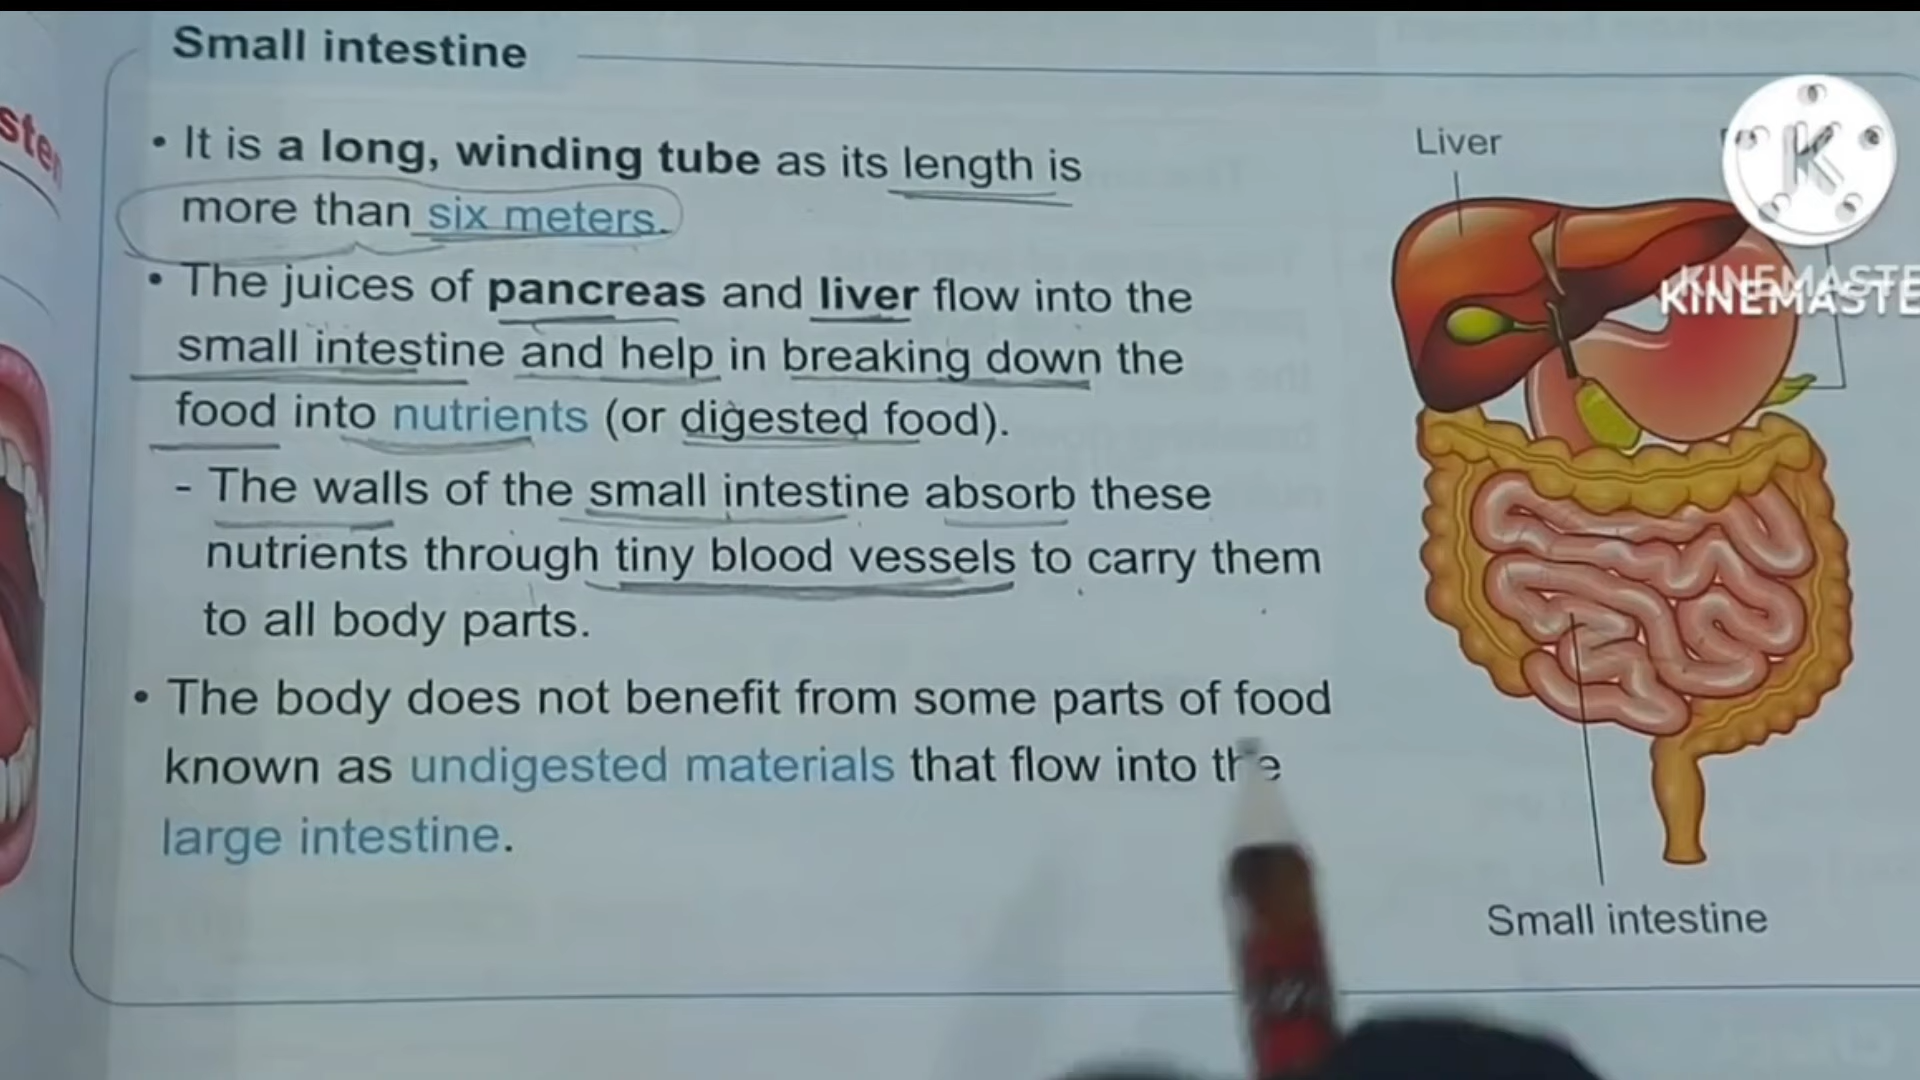 Small intestine
• It is a long, winding tube as its length is
more than six meters.
• The juices of pancreas and liver flow into the
small intestine and help in breaking down the
food into nutrients (or digested food).
- The walls of the small intestine absorb these
nutrients through tiny blood vessels to carry them
to all body parts.
• The body does not benefit from some parts of food
known as undigested materials that flow into the
large intestine.
Liver
K
KINEMASTE
Small intestine